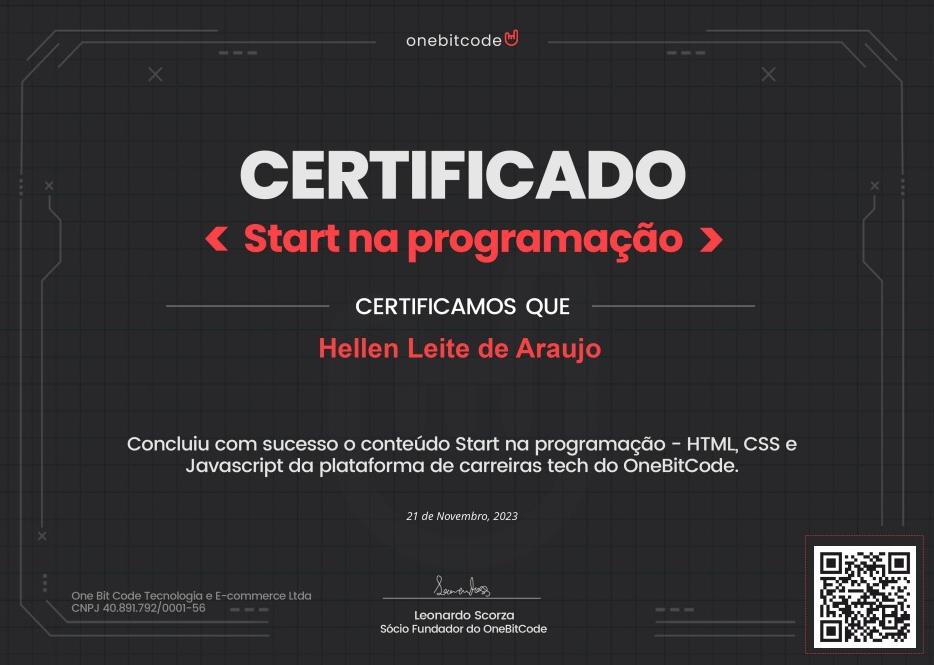 onebitcode
CERTIFICADO
Start na programação
CERTIFICAMOS QUE
Hellen Leite de Araujo
Concluiu com sucesso o conteúdo Start na programação - HTML, CSS e
Javascript da plataforma de carreiras tech do OneBitCode.
21 de Novembro, 2023
One Bit Code Tecnologia e E-commerce Ltda
CNPJ 40.891.792/0001-56
Leonardo Scorza
Sócio Fundador do OneBitCode